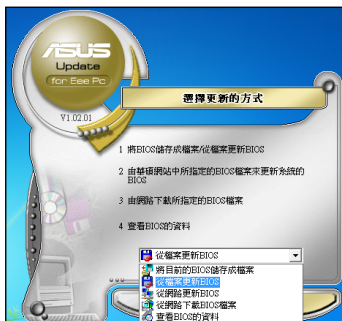 ASUS
Update
for Eee Pc
V1.02.01
選擇更新的方式
1 將BIOS儲存成檔案/從檔案更新BIOS
2 由華碩網站中所指定的BIOS檔案來更新系統的
BIOS
3 由網路下載所指定的BIOS檔案
4 查看BIOS的資料
從檔案更新BIOS
將目前的BIOS儲存成檔案
從檔案更新BIOS
從網路更新BIOS
從網路下載BIOS檔案
查看BIOS的資料